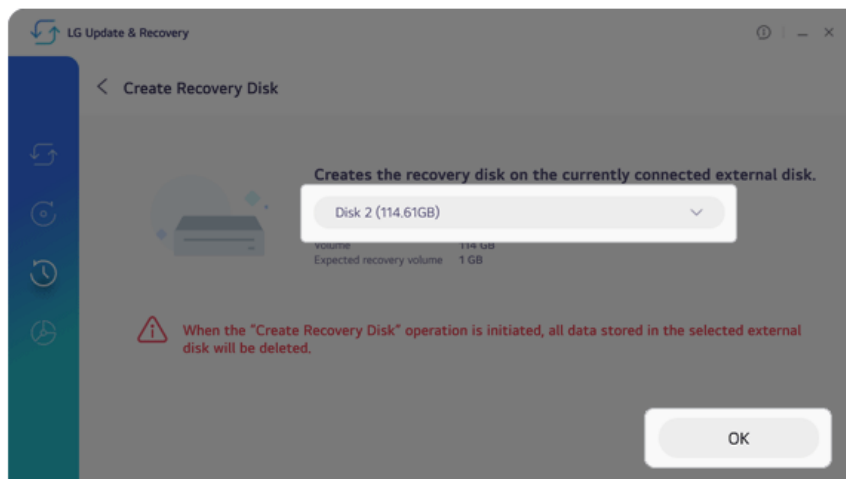 LG Update & Recovery
Create Recovery Disk
Creates the recovery disk on the currently connected external disk.
Disk 2 (114.61GB)
Volume 114 GB
Expected recovery volume 1 GB
When the "Create Recovery Disk" operation is initiated, all data stored in the selected external
disk will be deleted.
OK